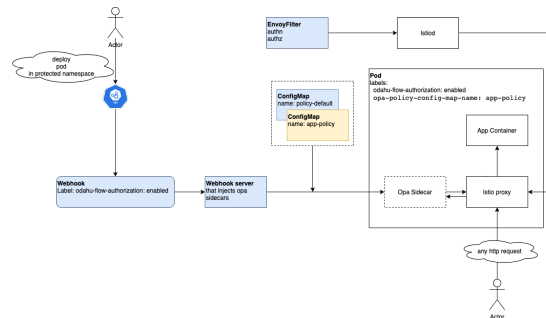 Actor
deploy
pod
in protected namespace
EnvoyFilter
authn
authz
Istiod
ConfigMap
name: policy-default
ConfigMap
name: app-policy
Pod
labels:
odahu-flow-authorization: enabled
opa-policy-config-map-name: app-policy
App Container
Webhook
Label: odahu-flow-authorization: enabled
Webhook server
that injects opa
sidecars
Opa Sidecar
Istio proxy
any http request
Actor